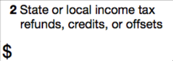 2 State or local income tax
refunds, credits, or offsets
$